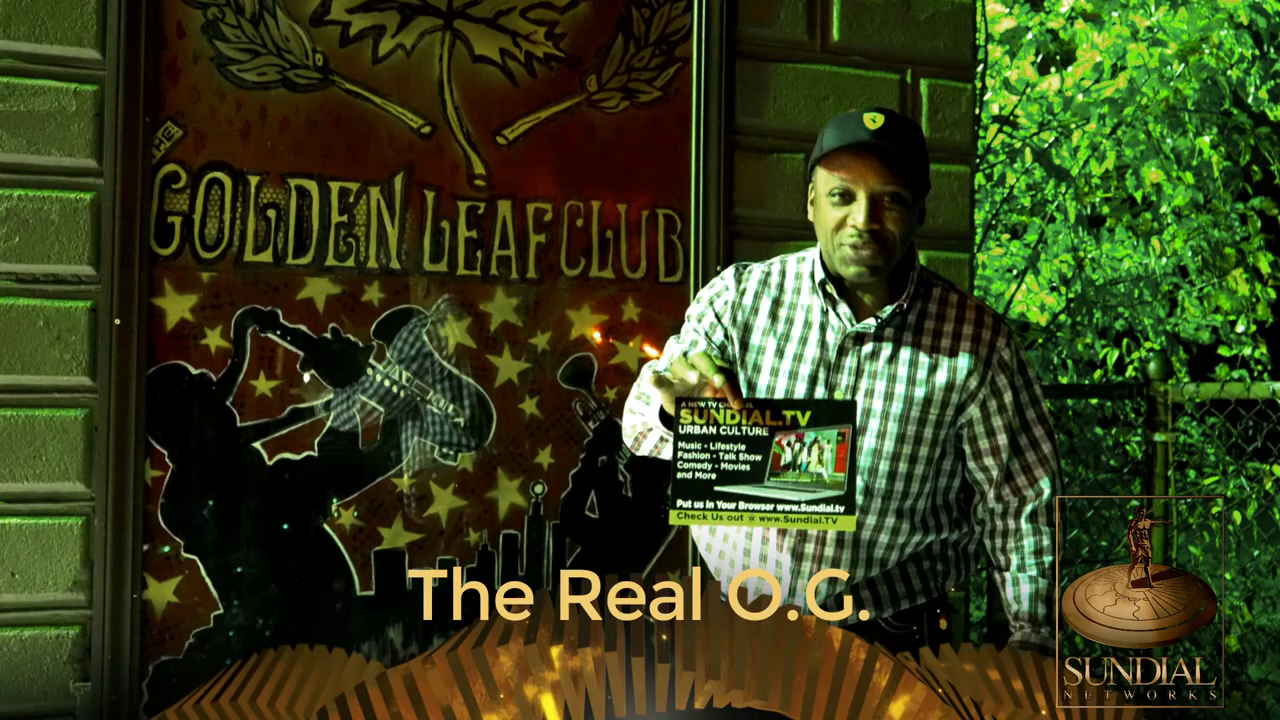 THE
GOLDEN LEAF CLUB
A NEW TV CHANNEL
SUNDIAL.TV
URBAN CULTURE
Music - Lifestyle
Fashion - Talk Show
Comedy - Movies
and More
Put us in Your Browser www.Sundial.tv
Check Us out @ www.Sundial.TV
The Real O.G.
SUNDIAL
NETWORKS